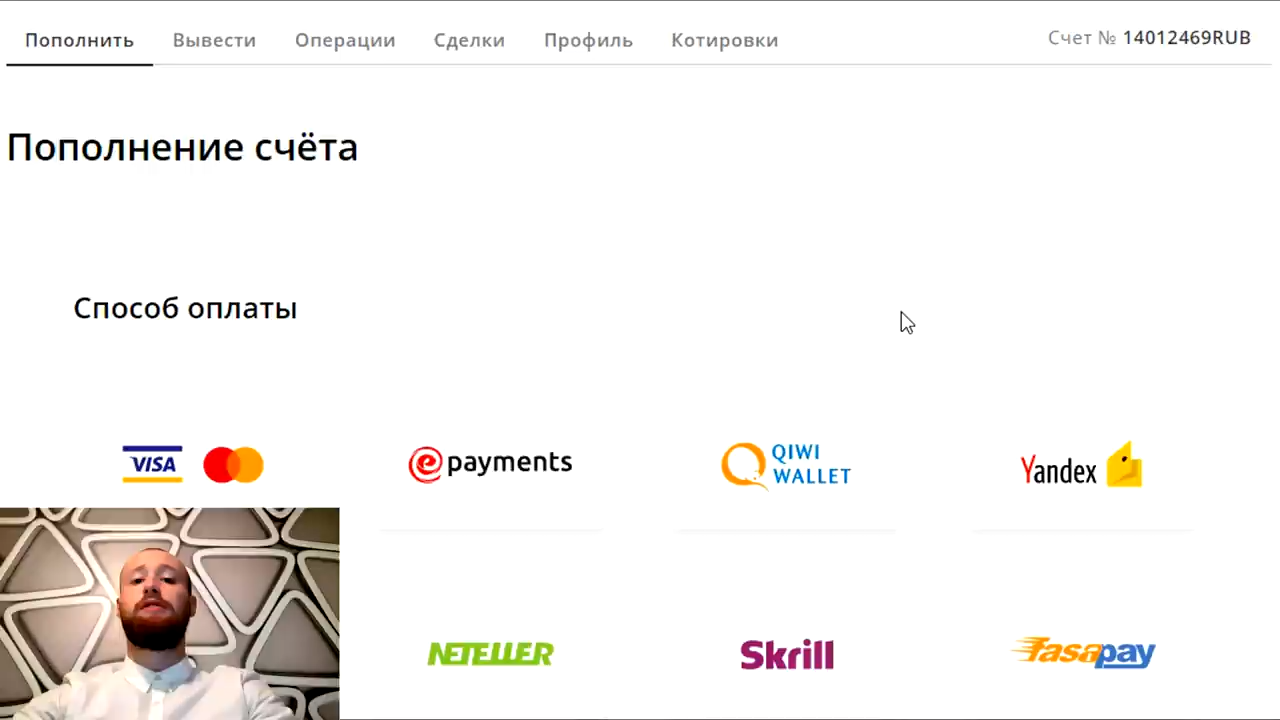 Пополнить Вывести Операции Сделки Профиль Котировки Счет № 14012469RUB
Пополнение счёта
Способ оплаты
VISA payments QIWI WALLET Yandex
NETELLER Skrill fasapay